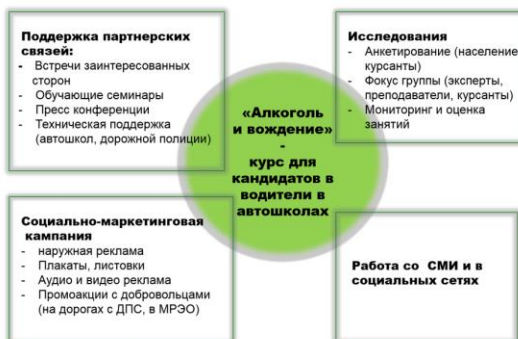 Поддержка партнерских
связей:
- Встречи заинтересованных
сторон
- Обучающие семинары
- Пресс конференции
- Техническая поддержка
(автошкол, дорожной полиции)
Исследования
- Анкетирование (население,
курсанты)
- Фокус группы (эксперты,
преподаватели, курсанты)
- Мониторинг и оценка
занятий
«Алкоголь
и вождение»
-
курс для
кандидатов в
водители в
автошколах
Социально-маркетинговая
кампания
- наружная реклама
- Плакаты, листовки
- Аудио и видео реклама
- Промоакции с добровольцами
(на дорогах с ДПС, в МРЭО)
Работа со СМИ и в
социальных сетях